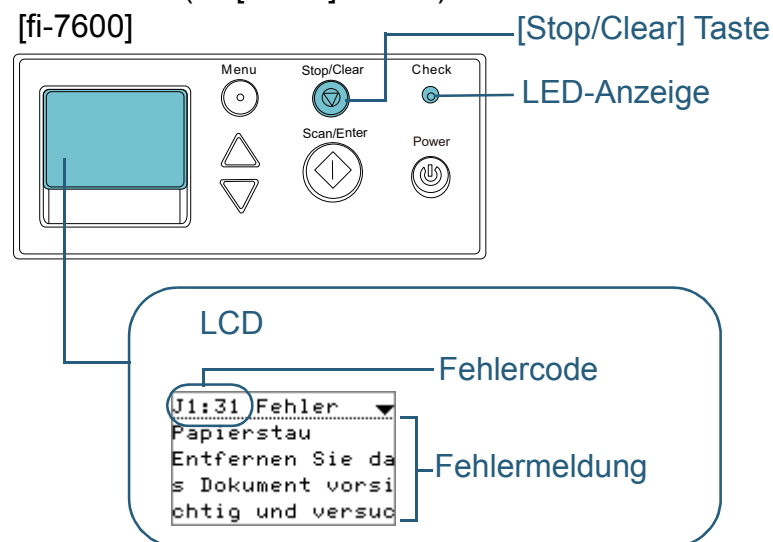 [fi-7600]
[Stop/Clear] Taste
Menu Stop/Clear Check
LED-Anzeige
Scan/Enter
Power
LCD
Fehlercode
J1:31 Fehler
Papierstau
Entfernen Sie da
s Dokument vorsi
chtig und versuc
Fehlermeldung